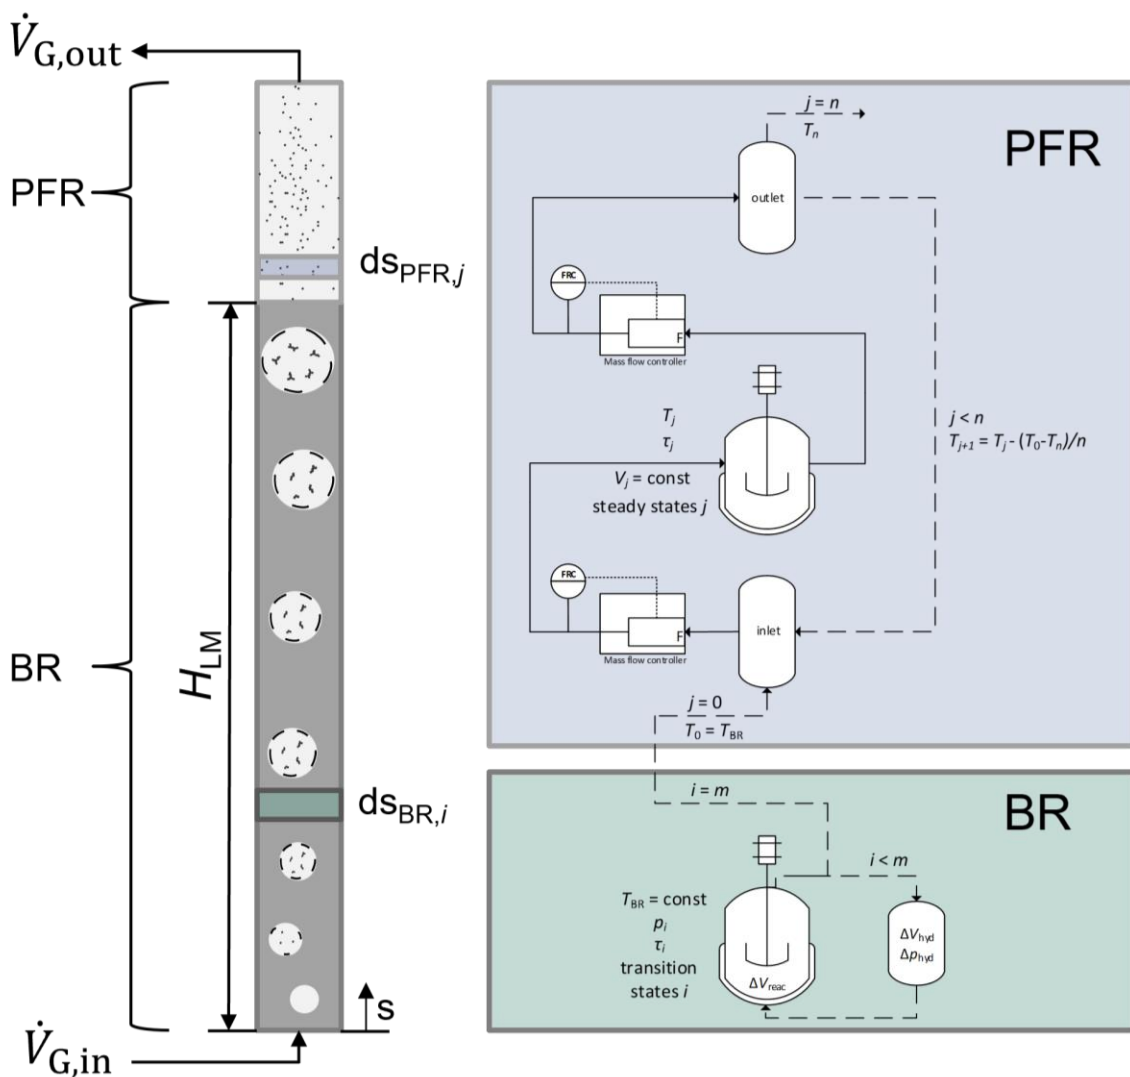 V̇G,out
PFR
BR
HLM
dsPFR,j
dsBR,i
s
V̇G,in
PFR
j = n
Tn
outlet
FRC
F
Mass flow controller
Tj
τj
Vj = const
steady states j
j < n
Tj+1 = Tj - (T0-Tn)/n
FRC
F
Mass flow controller
inlet
j = 0
T0 = TBR
BR
i = m
i < m
TBR = const
pi
τi
transition
states i
ΔVreac
ΔVhyd
Δphyd